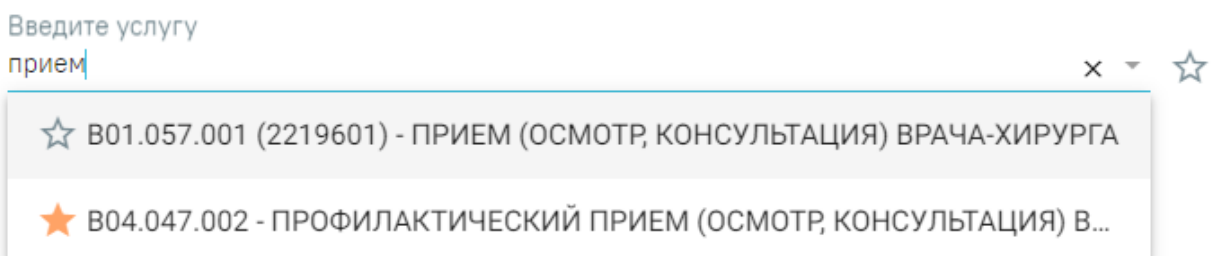 Введите услугу
прием
B01.057.001 (2219601) - ПРИЕМ (ОСМОТР, КОНСУЛЬТАЦИЯ) ВРАЧА-ХИРУРГА
B04.047.002 - ПРОФИЛАКТИЧЕСКИЙ ПРИЕМ (ОСМОТР, КОНСУЛЬТАЦИЯ) В...